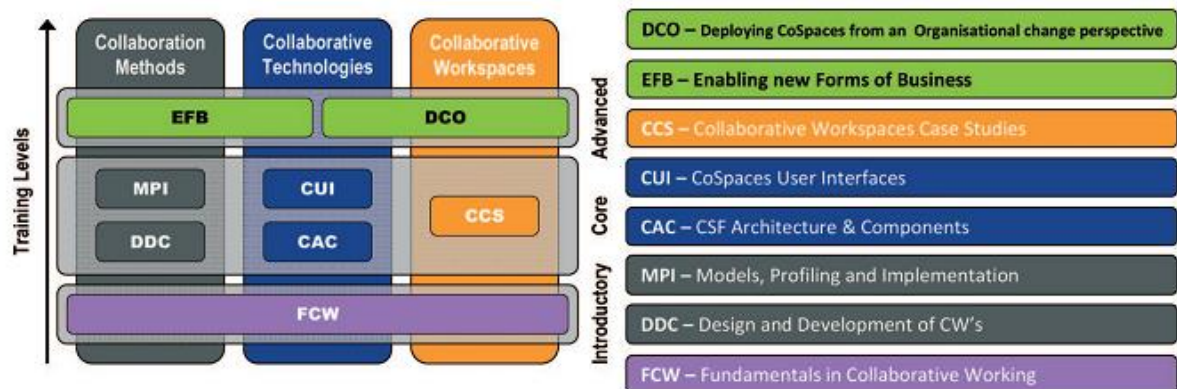 Training Levels
Collaboration
Methods
Collaborative
Technologies
Collaborative
Workspaces
EFB
DCO
MPI
CUI
CCS
DDC
CAC
FCW
Advanced
Core
Introductory
DCO – Deploying CoSpaces from an Organisational change perspective
EFB – Enabling new Forms of Business
CCS – Collaborative Workspaces Case Studies
CUI – CoSpaces User Interfaces
CAC – CSF Architecture & Components
MPI – Models, Profiling and Implementation
DDC – Design and Development of CW's
FCW – Fundamentals in Collaborative Working